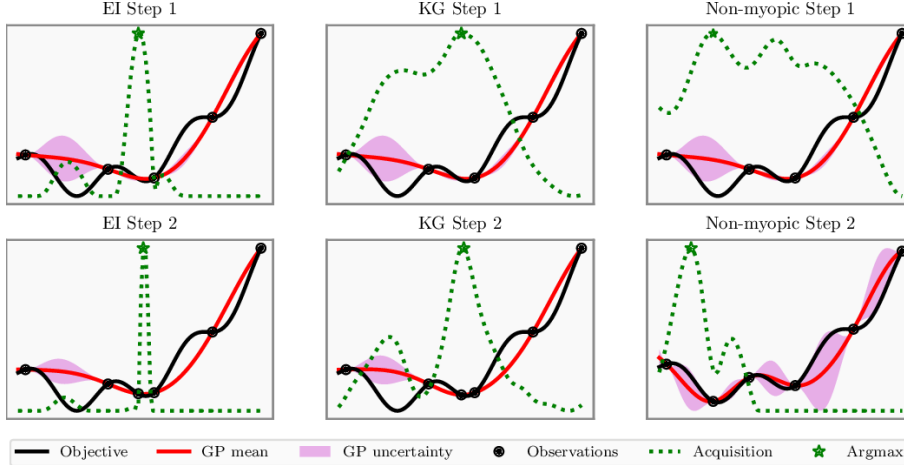 EI Step 1
KG Step 1
Non-myopic Step 1
EI Step 2
KG Step 2
Non-myopic Step 2
Objective GP mean GP uncertainty Observations Acquisition Argmax